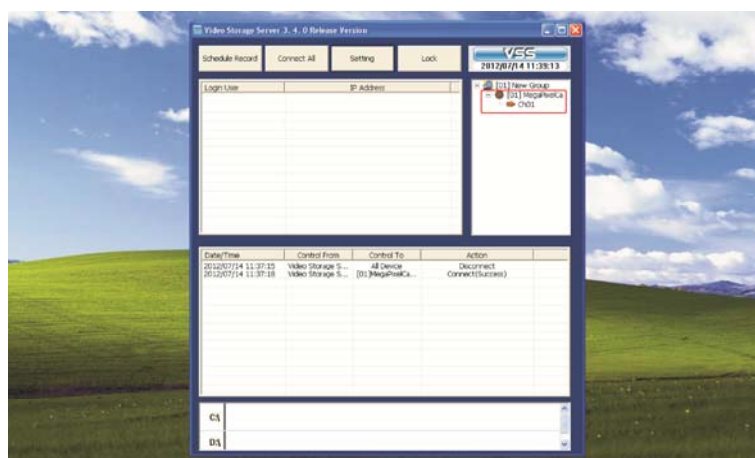 Video Storage Server 3.4.0 Release Version
Schedule Record
Connect All
Setting
Lock
VSS
2012/07/14 11:39:13
Login User
IP Address
[01] New Group
[01] MegaPixelCa
Ch01
Date/Time
Control From
Control To
Action
2012/07/14 11:37:15 Video Storage S... All Device Disconnect
2012/07/14 11:37:18 Video Storage S... [01]MegaPixelCa... Connect(Success)
C:\
D:\